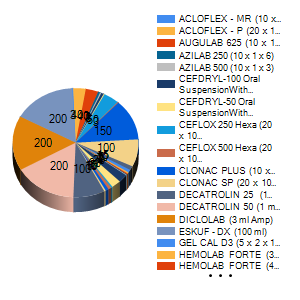 ACLOFLEX - MR (10 x...
ACLOFLEX - P (20 x 1...
AUGULAB 625 (10 x 1...
AZILAB 250 (10 x 1 x 6)
AZILAB 500 (10 x 1 x 3)
CEFDRYL-100 Oral
SuspensionWith...
CEFDRYL-50 Oral
SuspensionWith...
CEFLOX 250 Hexa (20
x 10...
CEFLOX 500 Hexa (20
x 10...
CLONAC PLUS (10 x...
CLONAC SP (20 x 10...
DECATROLIN 25 (1...
DECATROLIN 50 (1 m...
DICLOLAB (3 ml Amp)
ESKUF - DX (100 ml)
GEL CAL D3 (5 x 2 x 1...
HEMOLAB FORTE (3...
HEMOLAB FORTE (4...
• • •
200
200
200
150
100
100